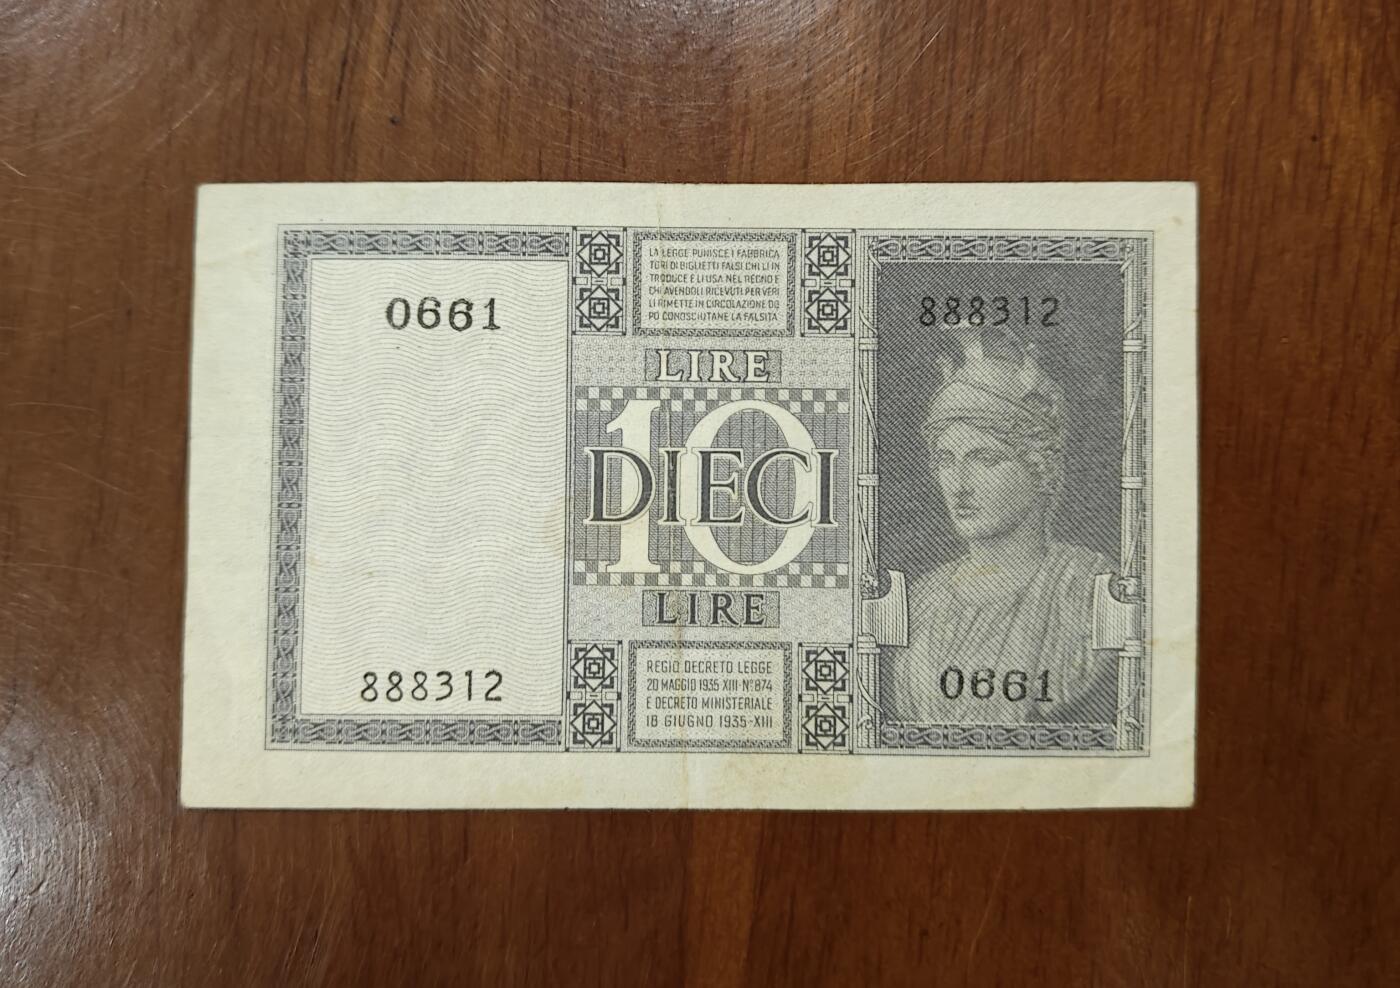 0661
888312
LA LEGGE PUNISCE I FABBRICA
TORI DI BIGLIETTI FALSI CHI LI IN
TRODUCE E LI USA NEL REGNO E
CHI AVENDOLI RICEVUTI PER VERI
LI RIMETTE IN CIRCOLAZIONE DO
PO CONOSCIUTANE LA FALSITÀ
LIRE
10
DIECI
LIRE
REGIO DECRETO LEGGE
20 MAGGIO 1935 XIII-N°874
E DECRETO MINISTERIALE
18 GIUGNO 1935-XIII
888312
0661